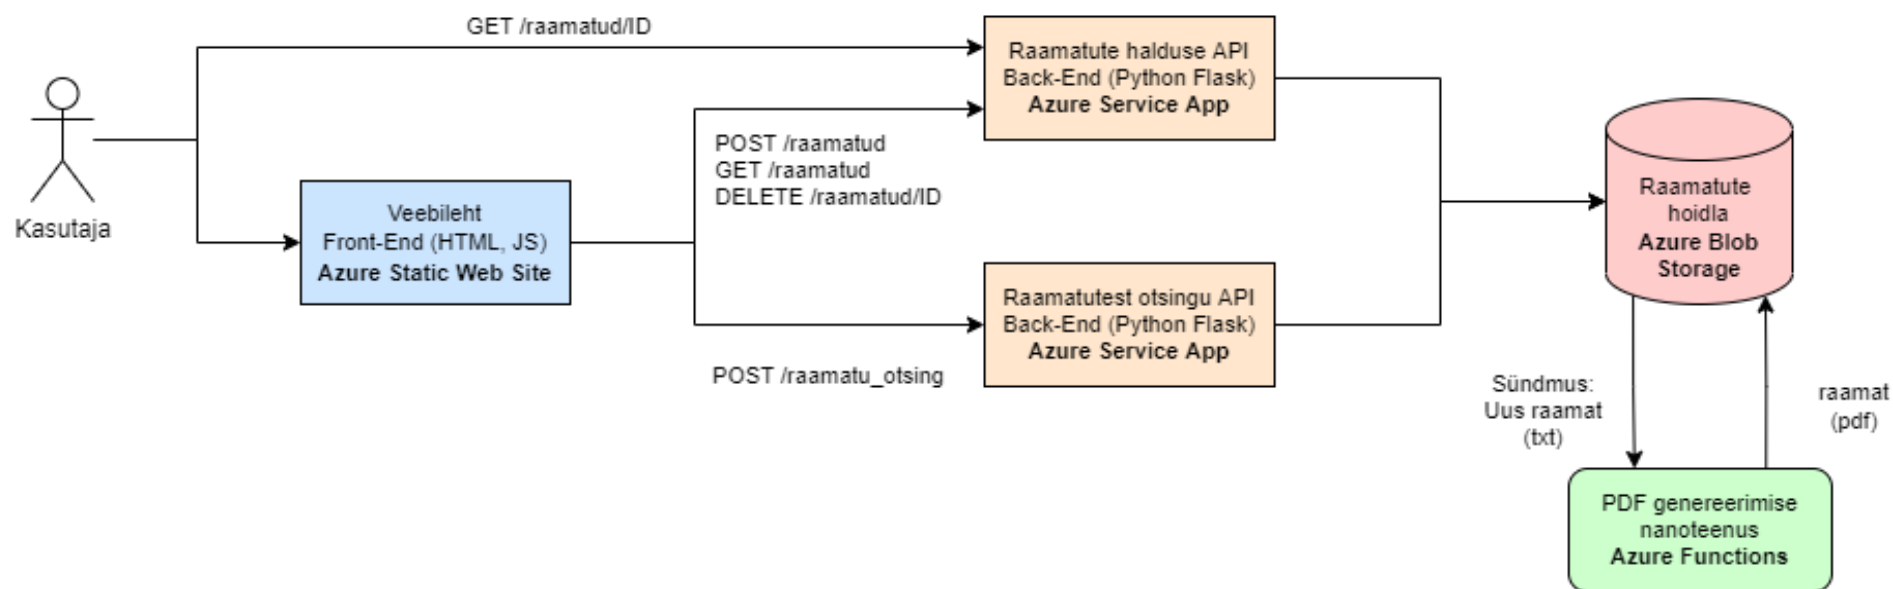 GET /raamatud/ID
Kasutaja
Veebileht
Front-End (HTML, JS)
Azure Static Web Site
POST /raamatud
GET /raamatud
DELETE /raamatud/ID
POST /raamatu_otsing
Raamatute halduse API
Back-End (Python Flask)
Azure Service App
Raamatutest otsingu API
Back-End (Python Flask)
Azure Service App
Raamatute
hoidla
Azure Blob
Storage
Sündmus:
Uus raamat
(txt)
raamat
(pdf)
PDF genereerimise
nanoteenus
Azure Functions